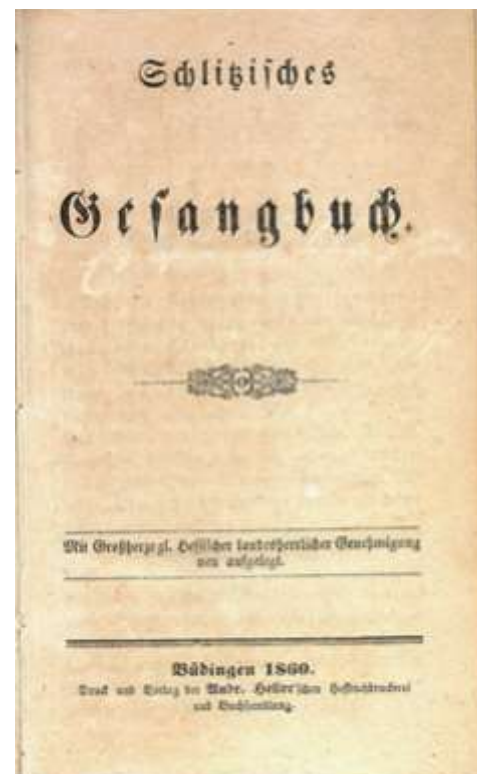 Schlitzisches
Gesangbuch.
Mit Großherzogl. Hessischer landesherrlicher Genehmigung
neu aufgelegt.
Büdingen 1860.
Druck und Verlag der Andr. Heller'schen Hofbuchdruckerei
und Buchhandlung.